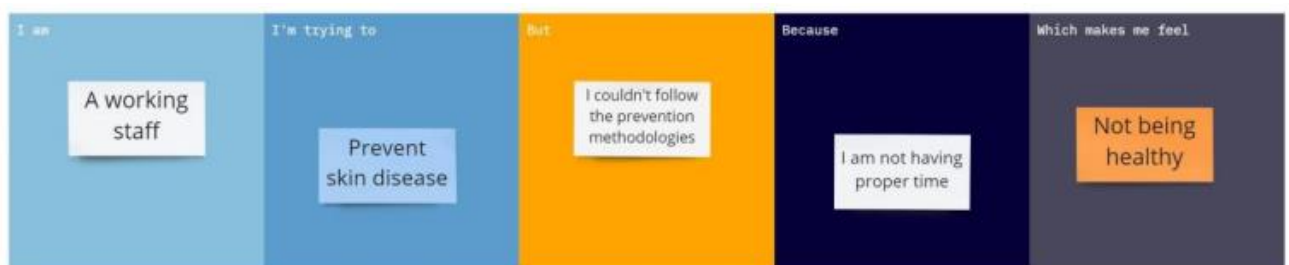 I am
A working
staff
I'm trying to
Prevent
skin disease
But
I couldn't follow
the prevention
methodologies
Because
I am not having
proper time
Which makes me feel
Not being
healthy